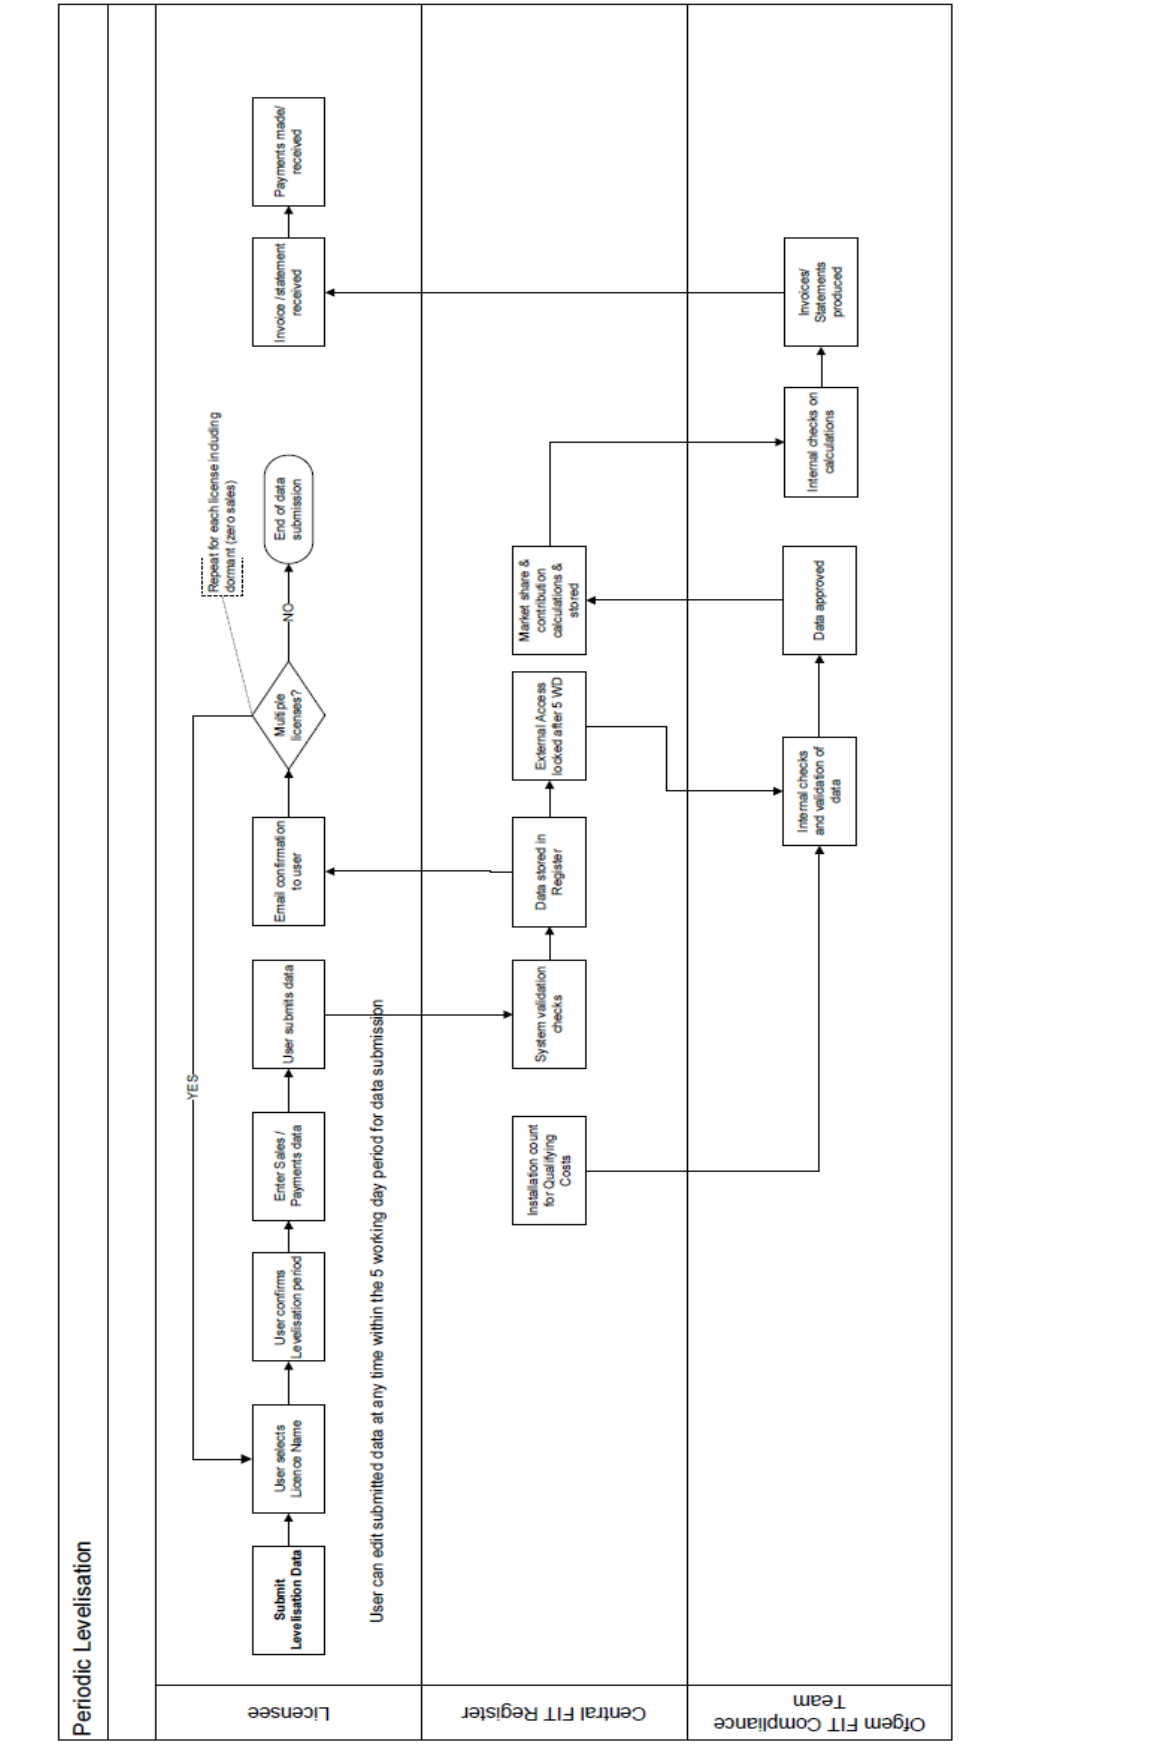 Periodic Levelisation
Licensee
Submit
Levelisation Data
User selects
Licence Name
User confirms
Levelisation period
Enter Sales /
Payments data
User submits data
Email confirmation
to user
Multiple
licenses?
YES
NO
Repeat for each license including
dormant (zero sales)
End of data
submission
Invoice /statement
received
Payments made/
received
User can edit submitted data at any time within the 5 working day period for data submission
Central FIT Register
Installation count
for Qualifying
Costs
System validation
checks
Data stored in
Register
External Access
locked after 5 WD
Market share &
contribution
calculations &
stored
Ofgem FIT Compliance
Team
Internal checks
and validation of
data
Data approved
Internal checks on
calculations
Invoices/
Statements
produced